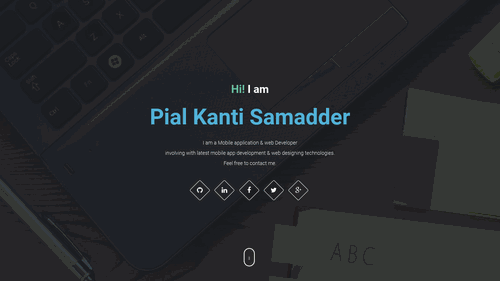 Hi! I am
Pial Kanti Samadder
I am a Mobile application & web Developer
involving with latest mobile app development & web designing technologies.
Feel free to contact me.
ABC